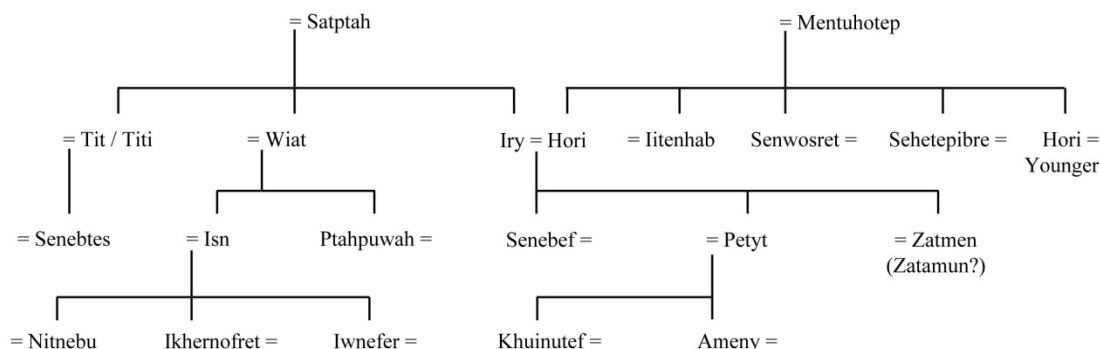 = Satptah = Mentuhotep
= Tit / Titi = Wiat Iry = Hori = Iitenhab Senwosret = Sehetepibre = Hori =
Younger
= Senebtes = Isn Ptahpuwah = Senebef = = Petyt = Zatmen
(Zatamun?)
= Nitnebu Ikhernofret = Iwnefer = Khuinutef = Ameny =